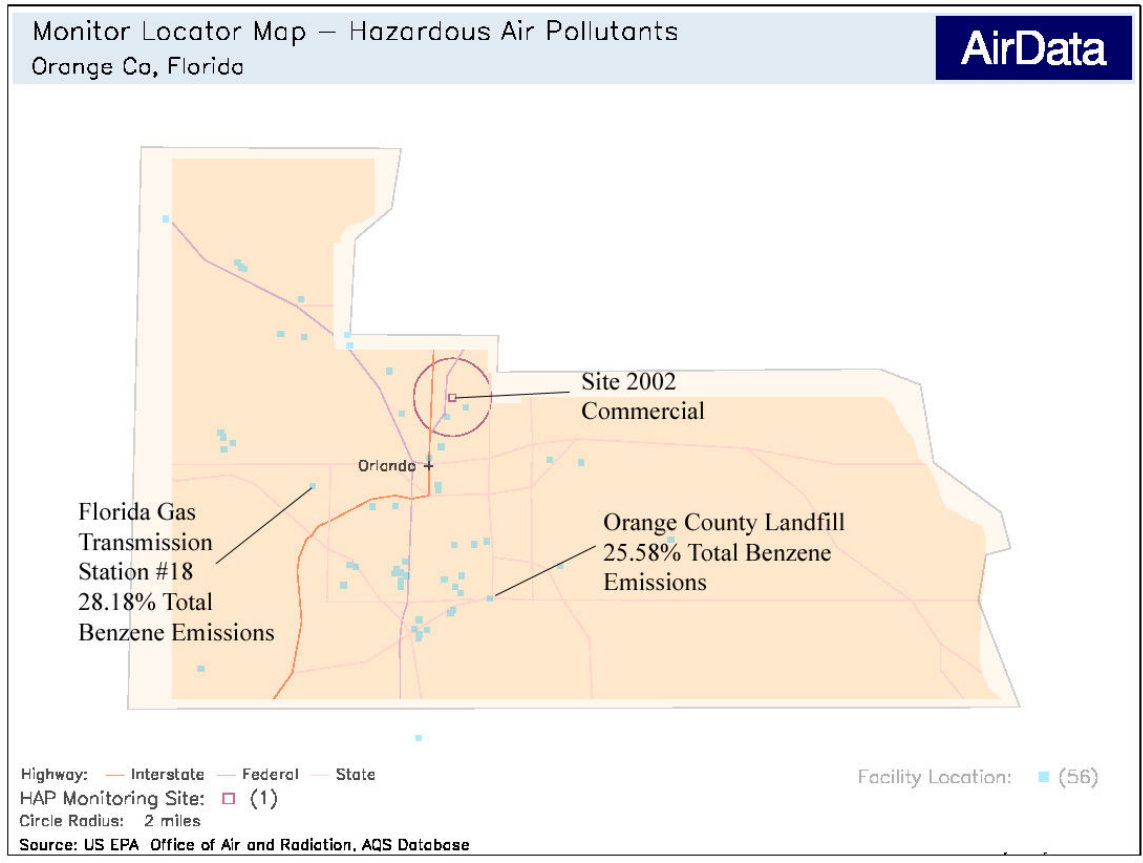 Monitor Locator Map – Hazardous Air Pollutants
Orange Co, Florida
AirData
Site 2002
Commercial
Orlando
Florida Gas
Transmission
Station #18
28.18% Total
Benzene Emissions
Orange County Landfill
25.58% Total Benzene
Emissions
Highway: Interstate Federal State
HAP Monitoring Site: (1)
Circle Radius: 2 miles
Source: US EPA Office of Air and Radiation, AQS Database
Facility Location: (56)